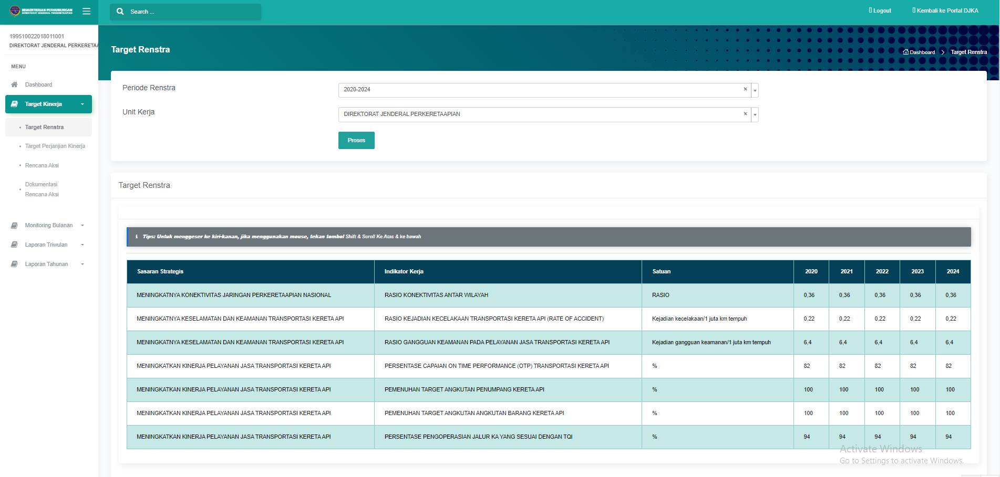 KEMENTERIAN PERHUBUNGAN
DIREKTORAT JENDERAL PERKERETAAPIAN
Search ...
Logout
Kembali ke Portal DJKA
199510022018011001
DIREKTORAT JENDERAL PERKERETAA
MENU
Dashboard
Target Kinerja
Target Renstra
Target Perjanjian Kinerja
Rencana Aksi
Dokumentasi
Rencana Aksi
Monitoring Bulanan
Laporan Triwulan
Laporan Tahunan
Target Renstra
Dashboard > Target Renstra
Periode Renstra
2020-2024 ×
Unit Kerja
DIREKTORAT JENDERAL PERKERETAAPIAN ×
Proses
Target Renstra
Tips: Untuk menggeser ke kiri-kanan, jika menggunakan mouse, tekan tombol Shift & Scroll Ke Atas & ke bawah
Sasaran Strategis Indikator Kerja Satuan 2020 2021 2022 2023 2024
MENINGKATNYA KONEKTIVITAS JARINGAN PERKERETAAPIAN NASIONAL RASIO KONEKTIVITAS ANTAR WILAYAH RASIO 0,36 0,36 0,36 0,36 0,36
MENINGKATNYA KESELAMATAN DAN KEAMANAN TRANSPORTASI KERETA API RASIO KEJADIAN KECELAKAAN TRANSPORTASI KERETA API (RATE OF ACCIDENT) Kejadian kecelakaan/1 juta km tempuh 0,22 0,22 0,22 0,22 0,22
MENINGKATNYA KESELAMATAN DAN KEAMANAN TRANSPORTASI KERETA API RASIO GANGGUAN KEAMANAN PADA PELAYANAN JASA TRANSPORTASI KERETA API Kejadian gangguan keamanan/1 juta km tempuh 6,4 6,4 6,4 6,4 6,4
MENINGKATKAN KINERJA PELAYANAN JASA TRANSPORTASI KERETA API PERSENTASE CAPAIAN ON TIME PERFORMANCE (OTP) TRANSPORTASI KERETA API % 82 82 82 82 82
MENINGKATKAN KINERJA PELAYANAN JASA TRANSPORTASI KERETA API PEMENUHAN TARGET ANGKUTAN PENUMPANG KERETA API % 100 100 100 100 100
MENINGKATKAN KINERJA PELAYANAN JASA TRANSPORTASI KERETA API PEMENUHAN TARGET ANGKUTAN ANGKUTAN BARANG KERETA API % 100 100 100 100 100
MENINGKATKAN KINERJA PELAYANAN JASA TRANSPORTASI KERETA API PERSENTASE PENGOPERASIAN JALUR KA YANG SESUAI DENGAN TQI % 94 94 94 94 94
Activate Windows
Go to Settings to activate Windows.